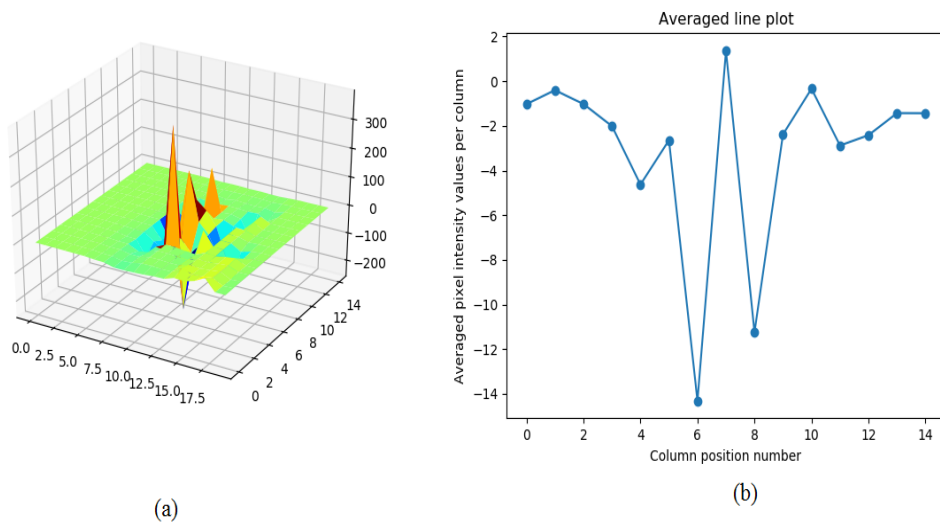 300
200
100
0
−100
−200
0.0 2.5 5.0 7.5 10.0 12.5 15.0 17.5
0 2 4 6 8 10 12 14
(a)
Averaged line plot
Averaged pixel intensity values per column
2
0
−2
−4
−6
−8
−10
−12
−14
0 2 4 6 8 10 12 14
Column position number
(b)